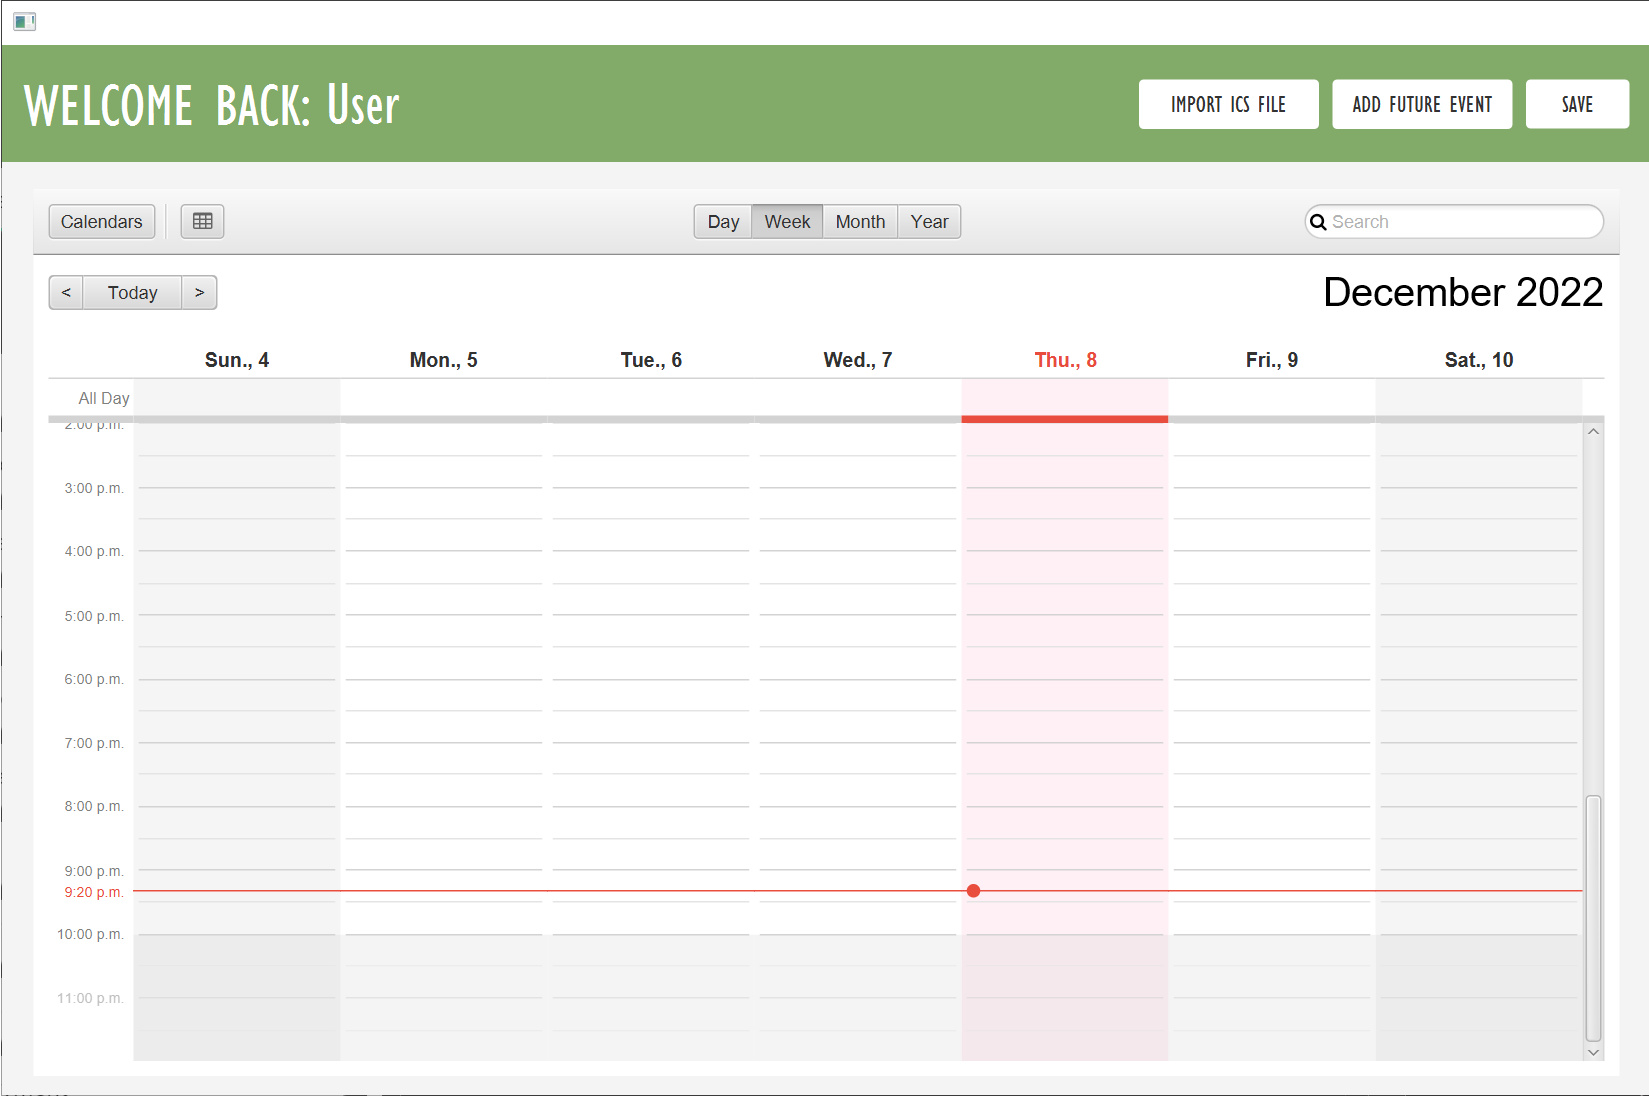 WELCOME BACK: User
IMPORT ICS FILE
ADD FUTURE EVENT
SAVE
Calendars
Day
Week
Month
Year
Search
<
Today
>
December 2022
Sun., 4
Mon., 5
Tue., 6
Wed., 7
Thu., 8
Fri., 9
Sat., 10
All Day
2:00 p.m.
3:00 p.m.
4:00 p.m.
5:00 p.m.
6:00 p.m.
7:00 p.m.
8:00 p.m.
9:00 p.m.
9:20 p.m.
10:00 p.m.
11:00 p.m.